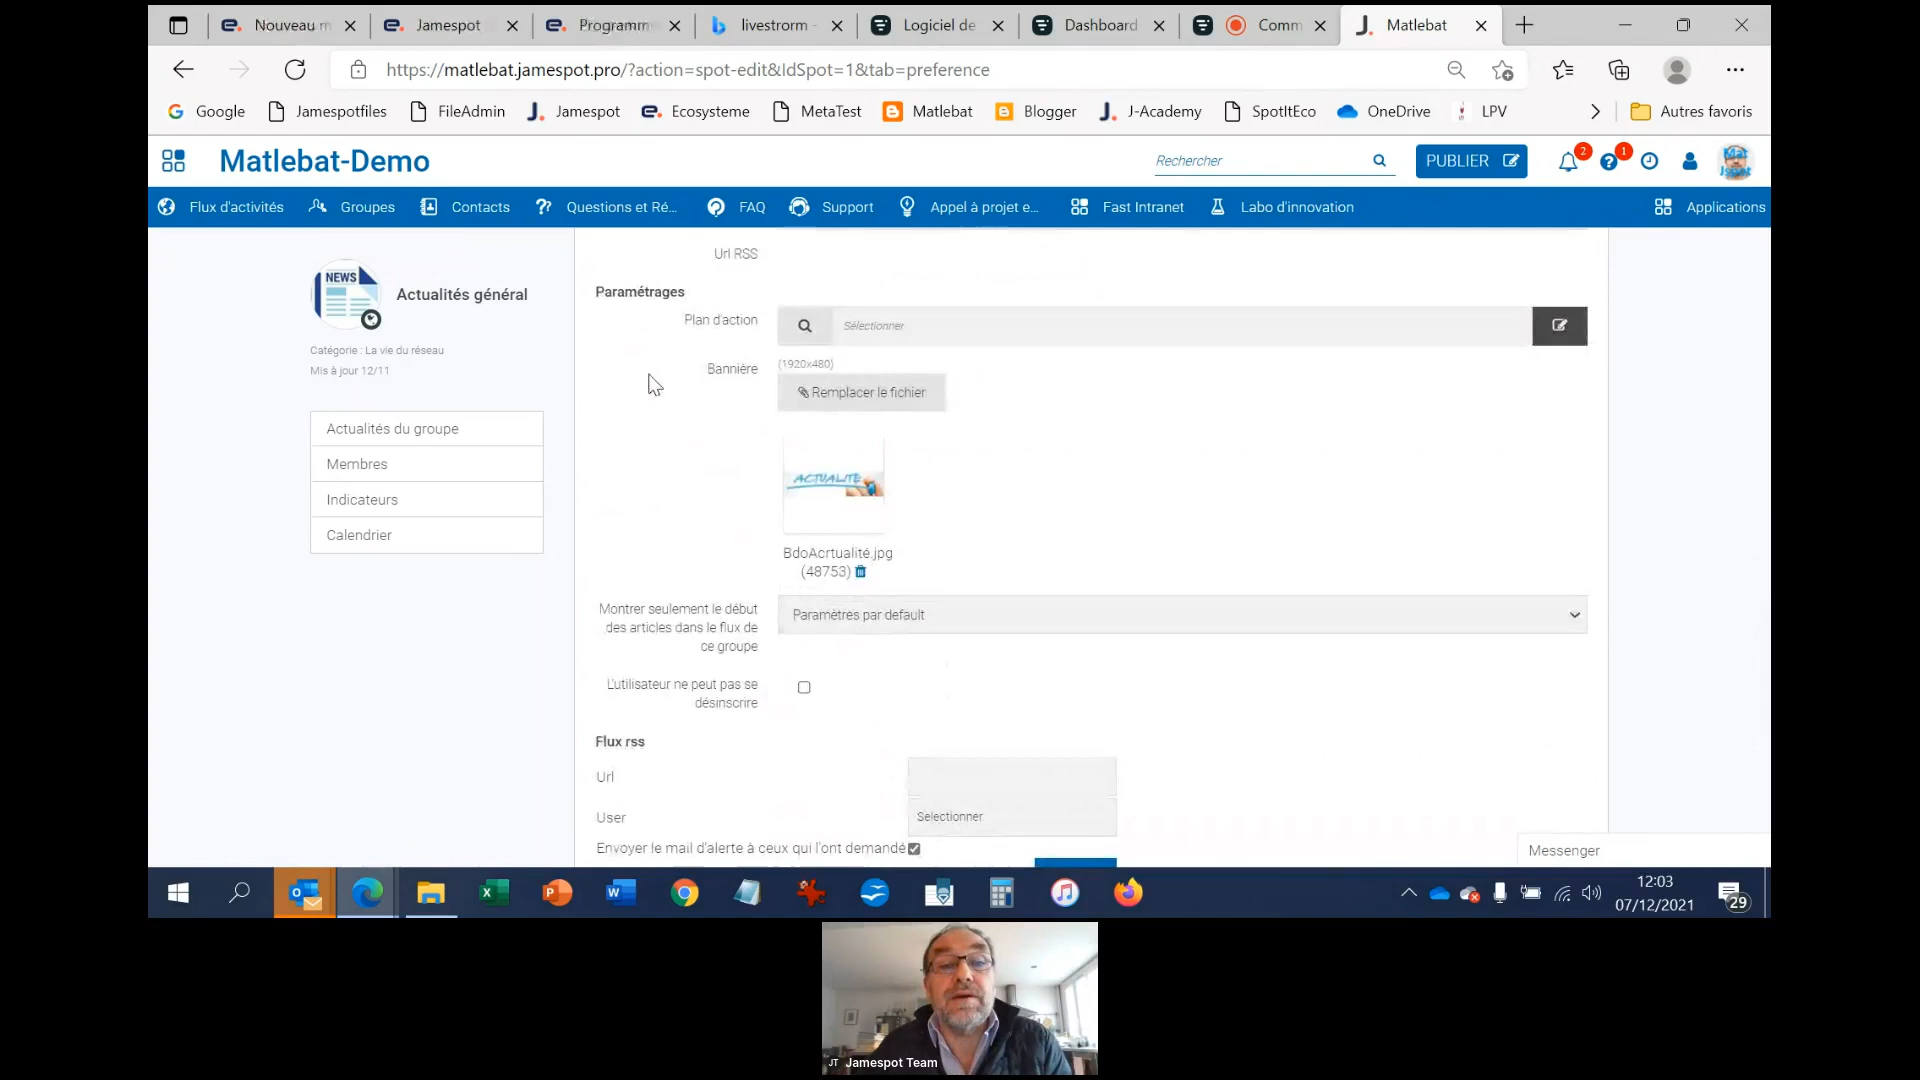 Nouveau m
Jamespot
Programm
livestrorm -
Logiciel de
Dashboard
Comm
Matlebat
https://matlebat.jamespot.pro/?action=spot-edit&IdSpot=1&tab=preference
Google
Jamespotfiles
FileAdmin
Jamespot
Ecosysteme
MetaTest
Matlebat
Blogger
J-Academy
SpotItEco
OneDrive
LPV
Autres favoris
Matlebat-Demo
Rechercher
PUBLIER
2
1
Flux d'activités
Groupes
Contacts
Questions et Ré...
FAQ
Support
Appel à projet e...
Fast Intranet
Labo d'innovation
Applications
NEWS
Actualités général
Catégorie : La vie du réseau
Mis à jour 12/11
Actualités du groupe
Membres
Indicateurs
Calendrier
Url RSS
Paramétrages
Plan d'action
Sélectionner
Bannière
(1920x480)
Remplacer le fichier
ACTUALITÉ
BdoAcrtualité.jpg
(48753)
Montrer seulement le début
des articles dans le flux de
ce groupe
Paramètres par default
L'utilisateur ne peut pas se
désinscrire
Flux rss
Url
User
Selectionner
Envoyer le mail d'alerte à ceux qui l'ont demandé
Messenger
12:03
07/12/2021
29
JT Jamespot Team